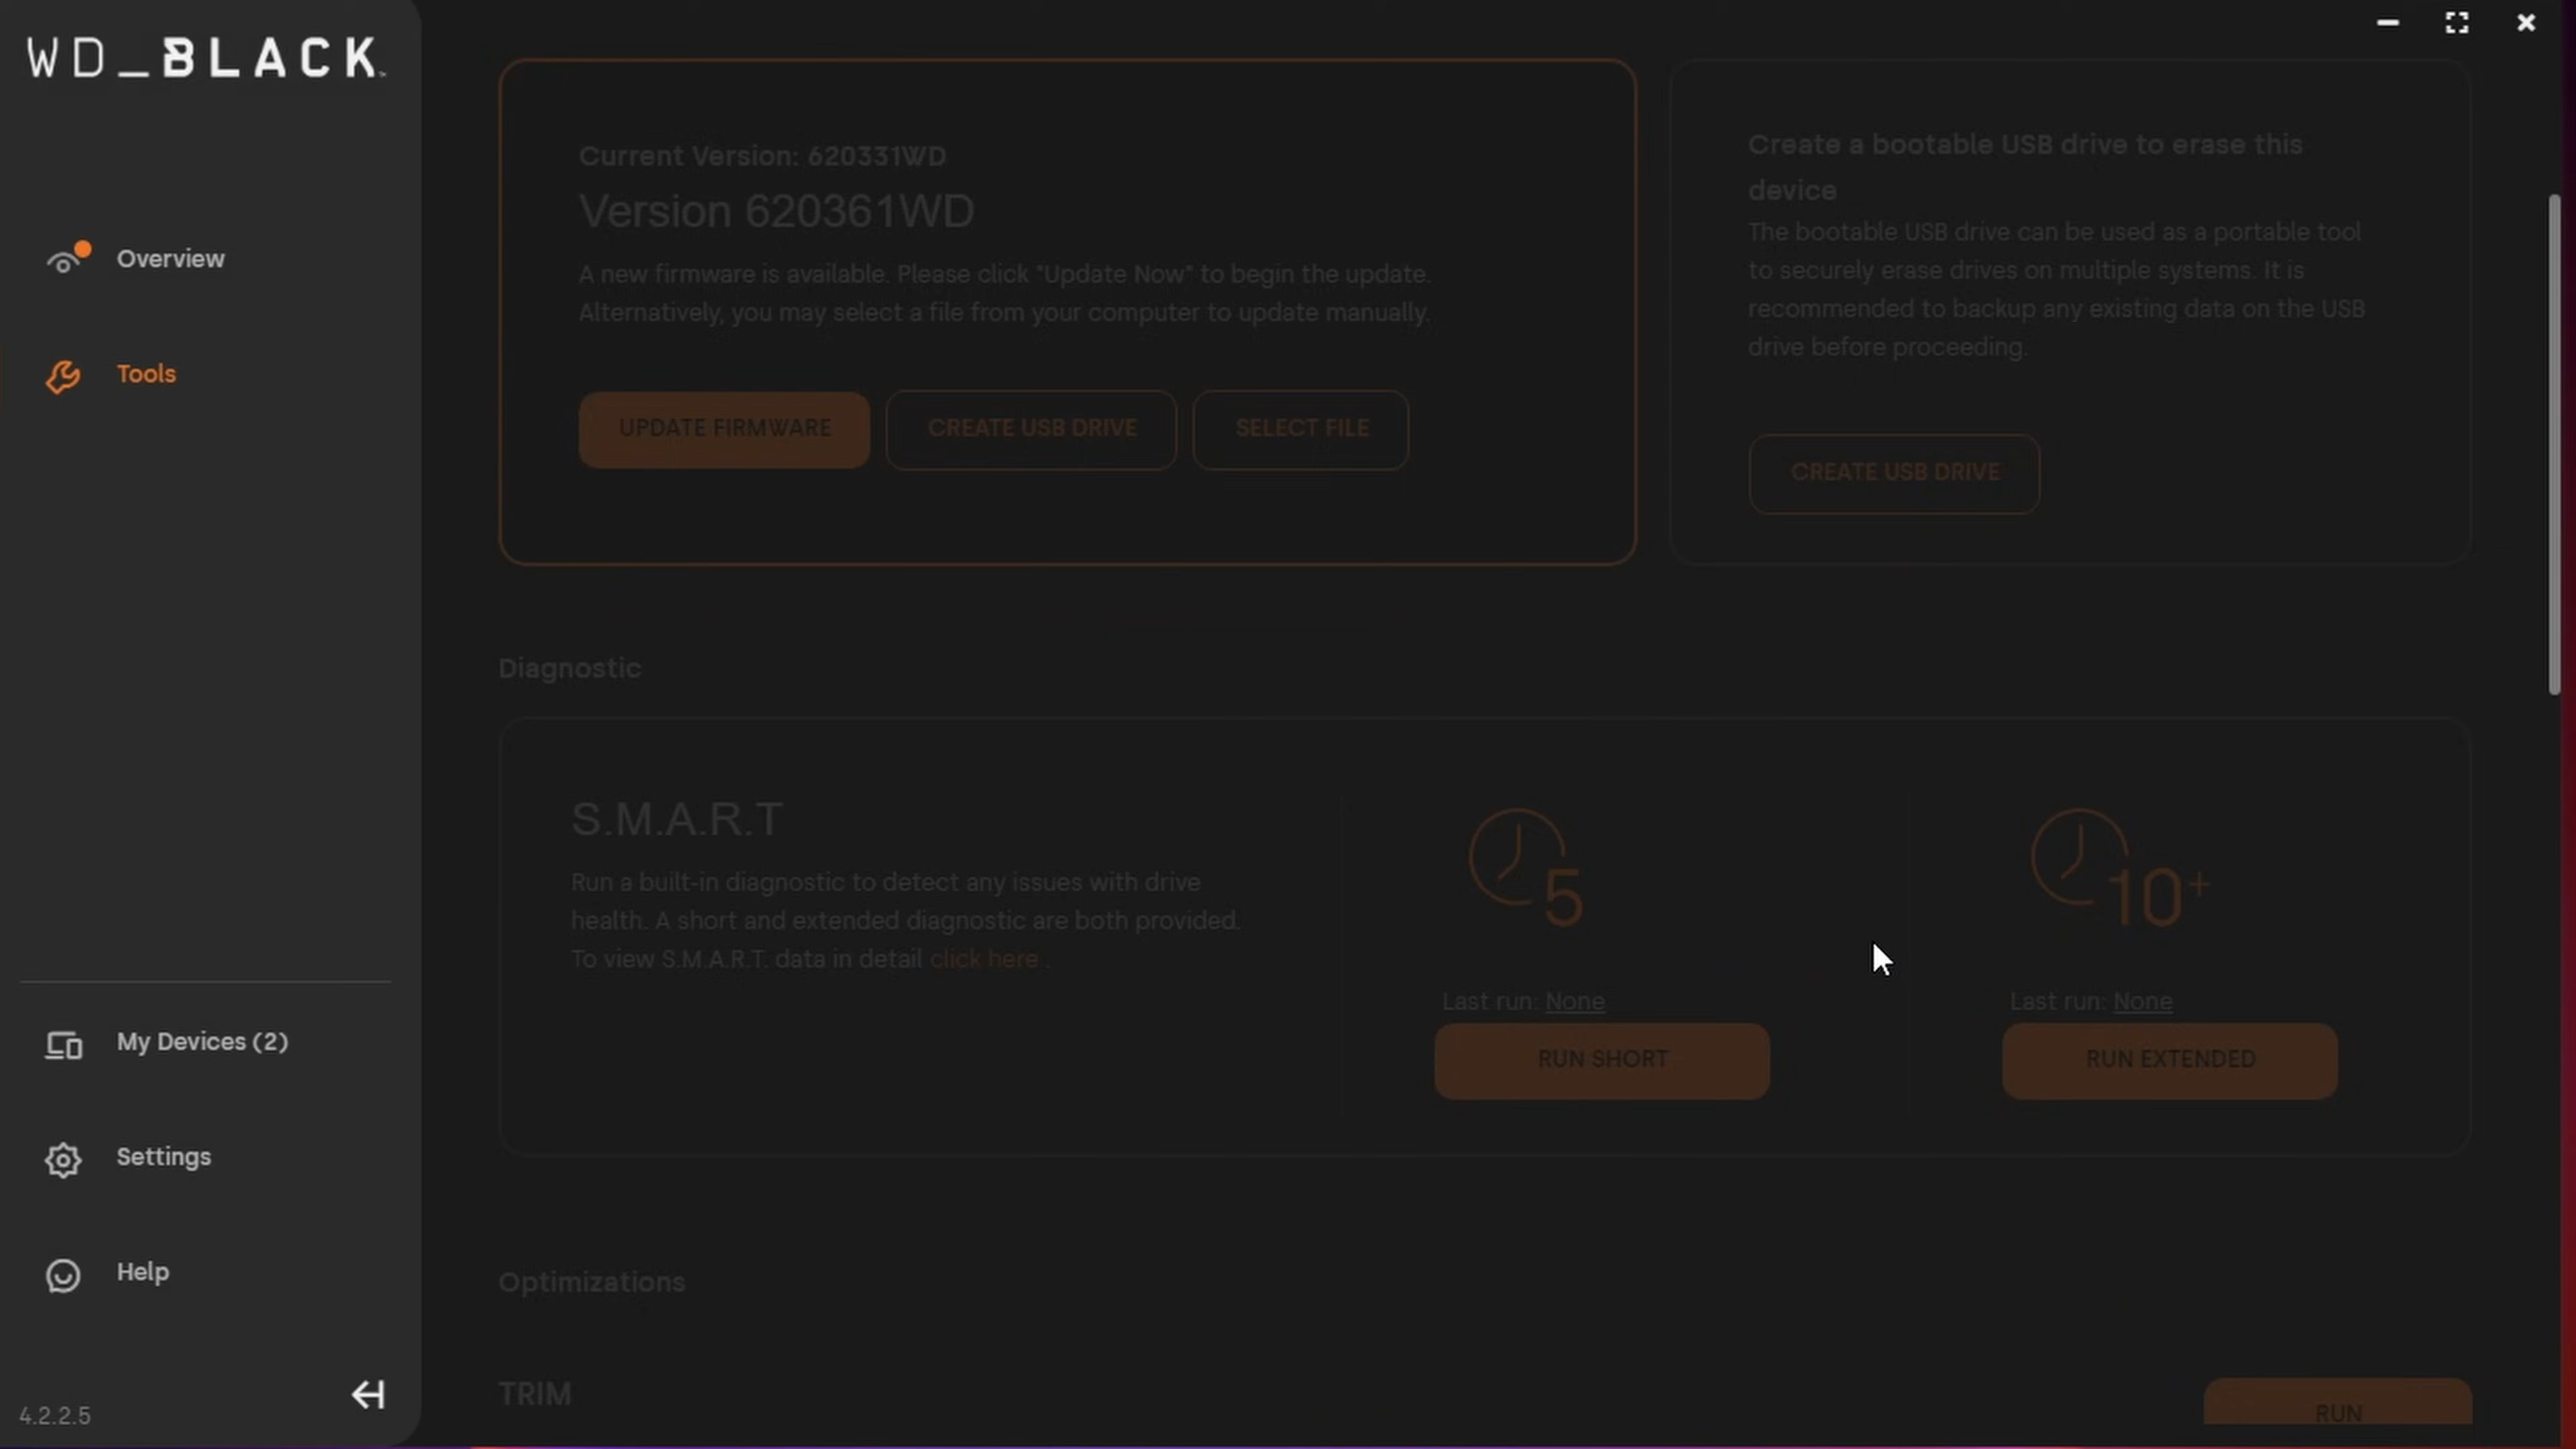 WD_BLACK
Overview
Tools
My Devices (2)
Settings
Help
4.2.2.5
Current Version: 620331WD
Version 620361WD
A new firmware is available. Please click "Update Now" to begin the update.
Alternatively, you may select a file from your computer to update manually.
UPDATE FIRMWARE
CREATE USB DRIVE
SELECT FILE
Create a bootable USB drive to erase this
device
The bootable USB drive can be used as a portable tool
to securely erase drives on multiple systems. It is
recommended to backup any existing data on the USB
drive before proceeding.
CREATE USB DRIVE
Diagnostic
S.M.A.R.T
Run a built-in diagnostic to detect any issues with drive
health. A short and extended diagnostic are both provided.
To view S.M.A.R.T. data in detail click here .
5
Last run: None
RUN SHORT
10+
Last run: None
RUN EXTENDED
Optimizations
TRIM
RUN